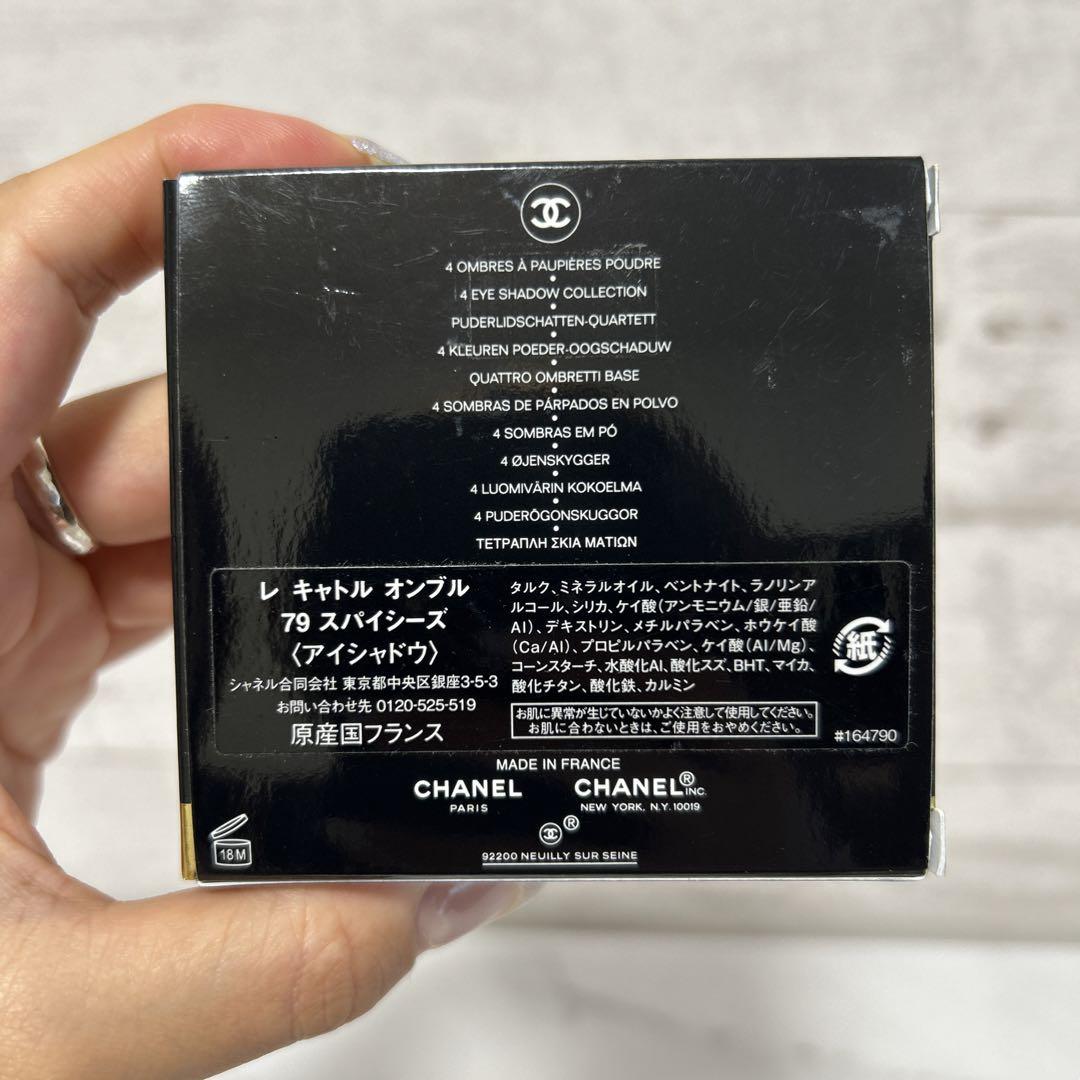 4 OMBRES À PAUPIÈRES POUDRE
4 EYE SHADOW COLLECTION
PUDERLIDSCHATTEN-QUARTETT
4 KLEUREN POEDER-OOGSCHADUW
QUATTRO OMBRETTI BASE
4 SOMBRAS DE PÁRPADOS EN POLVO
4 SOMBRAS EM PÓ
4 ØJENSKYGGER
4 LUOMIVÄRIN KOKOELMA
4 PUDERÖGONSKUGGOR
ΤΕΤΡΑΠΛΗ ΣΚΙΑ ΜΑΤΙΩΝ
レ キャトル オンブル
79 スパイシーズ
〈アイシャドウ〉
シャネル合同会社 東京都中央区銀座3-5-3
お問い合わせ先 0120-525-519
原産国フランス
タルク、ミネラルオイル、ベントナイト、ラノリンア
ルコール、シリカ、ケイ酸(アンモニウム/銀/亜鉛/
Al)、デキストリン、メチルパラベン、ホウケイ酸
(Ca/Al)、プロピルパラベン、ケイ酸(Al/Mg)、
コーンスターチ、水酸化Al、酸化スズ、BHT、マイカ、
酸化チタン、酸化鉄、カルミン
お肌に異常が生じていないかよく注意して使用してください。
お肌に合わないときは、ご使用をおやめください。
紙
#164790
MADE IN FRANCE
CHANEL
PARIS
CHANEL® INC.
NEW YORK, N.Y. 10019
®
92200 NEUILLY SUR SEINE
18 M